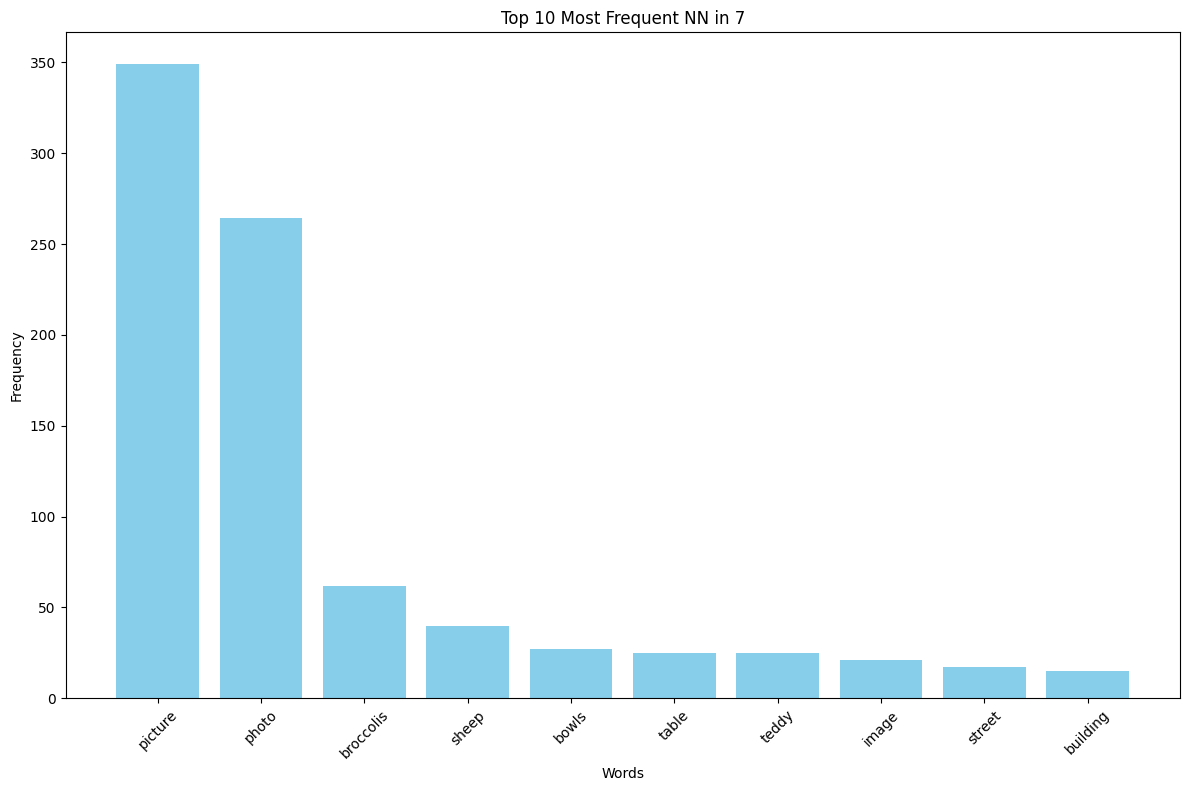 Top 10 Most Frequent NN in 7
Frequency
350
300
250
200
150
100
50
0
picture
photo
broccolis
sheep
bowls
table
teddy
image
street
building
Words